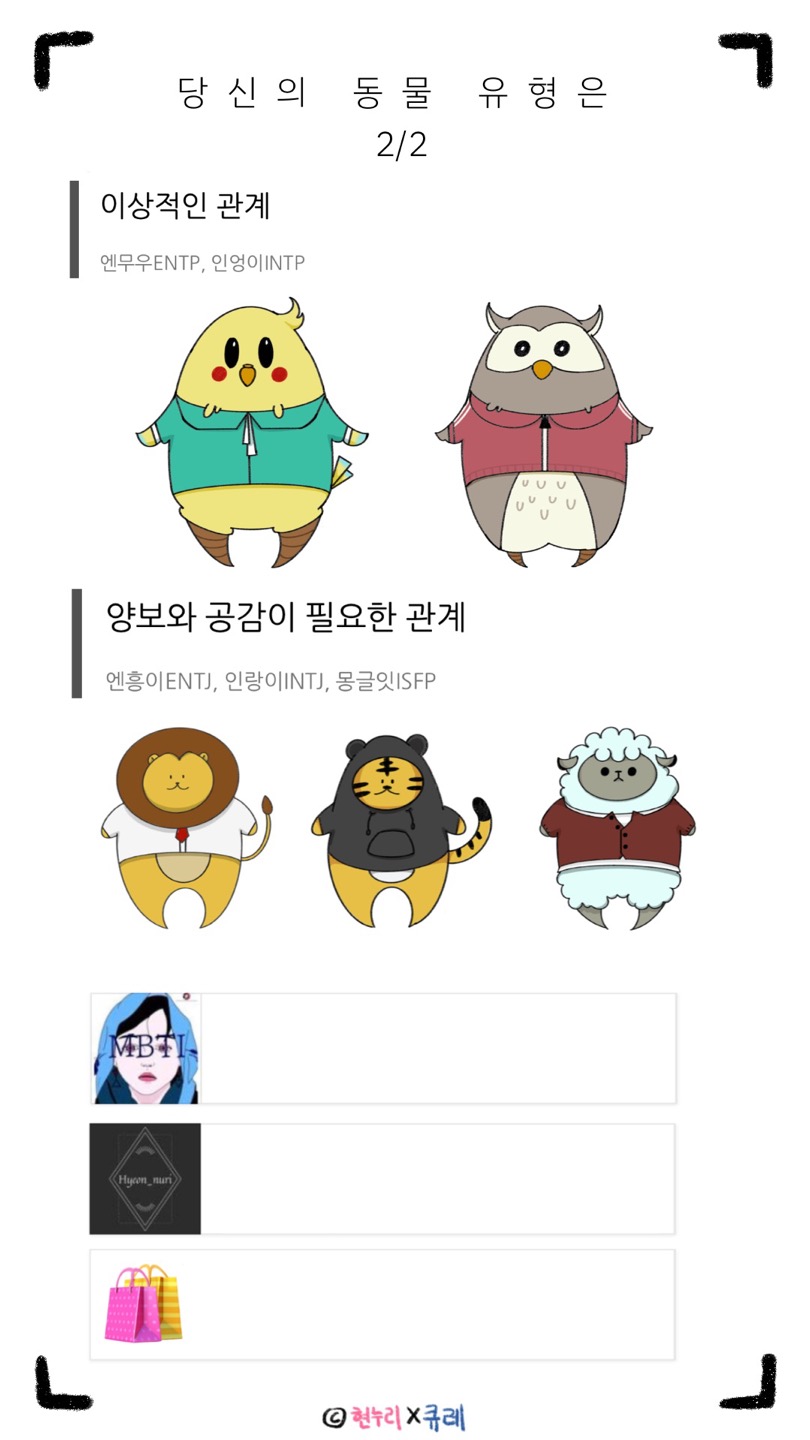 당신의 동물 유형은
2/2
이상적인 관계
엔무우ENTP, 인엉이INTP
양보와 공감이 필요한 관계
엔흥이ENTJ, 인랑이INTJ, 몽글잇ISFP
MBTI
Hyeon_nuri
© 현누리 X 큐레